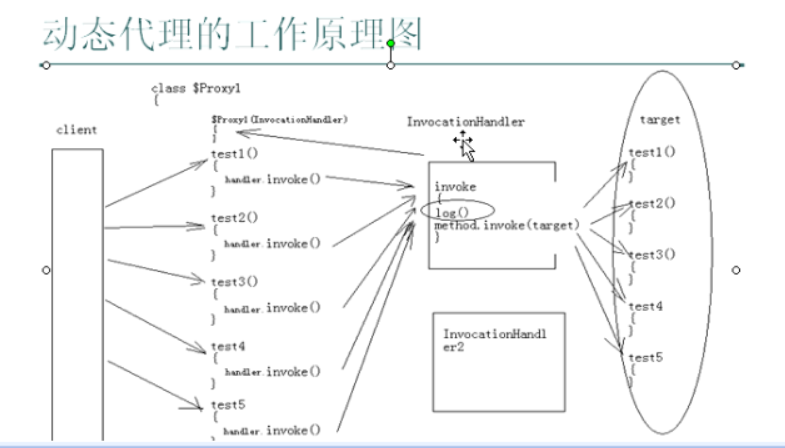 动态代理的工作原理图
class $Proxy1
{
client
$Proxy1(InvocationHandler)
{
}
test1()
{
handler.invoke()
}
test2()
{
handler.invoke()
}
test3()
{
handler.invoke()
}
test4
{
handler.invoke()
}
test5
{
handler.invoke()
InvocationHandler
invoke
{
log()
method.invoke(target)
}
InvocationHandl
er2
target
test1()
{
}
test2()
{
}
test3()
{
}
test4
{
}
test5
{
}